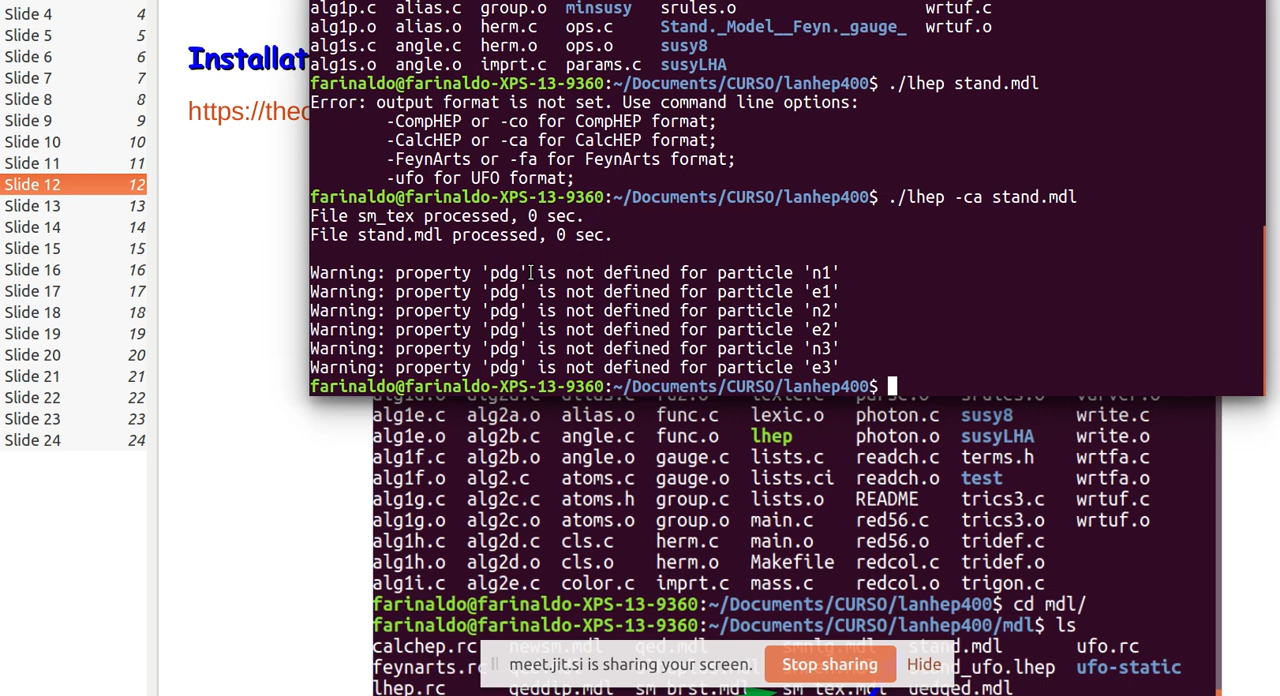 Slide 4 4
Slide 5 5
Slide 6 6
Slide 7 7
Slide 8 8
Slide 9 9
Slide 10 10
Slide 11 11
Slide 12 12
Slide 13 13
Slide 14 14
Slide 15 15
Slide 16 16
Slide 17 17
Slide 18 18
Slide 19 19
Slide 20 20
Slide 21 21
Slide 22 22
Slide 23 23
Slide 24 24
Installat
https://theo
alg1p.c alias.c group.o minsusy srules.o wrtuf.c
alg1p.o alias.o herm.c ops.c Stand._Model__Feyn._gauge_ wrtuf.o
alg1s.c angle.c herm.o ops.o susy8
alg1s.o angle.o imprt.c params.c susyLHA
farinaldo@farinaldo-XPS-13-9360:~/Documents/CURSO/lanhep400$ ./lhep stand.mdl
Error: output format is not set. Use command line options:
-CompHEP or -co for CompHEP format;
-CalcHEP or -ca for CalcHEP format;
-FeynArts or -fa for FeynArts format;
-ufo for UFO format;
farinaldo@farinaldo-XPS-13-9360:~/Documents/CURSO/lanhep400$ ./lhep -ca stand.mdl
File sm_tex processed, 0 sec.
File stand.mdl processed, 0 sec.
Warning: property 'pdg' is not defined for particle 'n1'
Warning: property 'pdg' is not defined for particle 'e1'
Warning: property 'pdg' is not defined for particle 'n2'
Warning: property 'pdg' is not defined for particle 'e2'
Warning: property 'pdg' is not defined for particle 'n3'
Warning: property 'pdg' is not defined for particle 'e3'
farinaldo@farinaldo-XPS-13-9360:~/Documents/CURSO/lanhep400$
alg1e.c alg2a.o alias.o func.c lexic.o photon.c susy8 write.c
alg1e.o alg2b.c angle.c func.o lhep photon.o susyLHA write.o
alg1f.c alg2b.o angle.o gauge.c lists.c readch.c terms.h wrtfa.c
alg1f.o alg2.c atoms.c gauge.o lists.ci readch.o test wrtfa.o
alg1g.c alg2c.c atoms.h group.c lists.o README trics3.c wrtuf.c
alg1g.o alg2c.o atoms.o group.o main.c red56.c trics3.o wrtuf.o
alg1h.c alg2d.c cls.c herm.c main.o red56.o tridef.c
alg1h.o alg2d.o cls.o herm.o Makefile redcol.c tridef.o
alg1i.c alg2e.c color.c imprt.c mass.c redcol.o trigon.c
farinaldo@farinaldo-XPS-13-9360:~/Documents/CURSO/lanhep400$ cd mdl/
farinaldo@farinaldo-XPS-13-9360:~/Documents/CURSO/lanhep400/mdl$ ls
calchep.rc newsm.mdl qed.mdl smnlg.mdl stand.mdl ufo.rc
feynarts.rc ufo-static
lhep.rc qeddip.mdl sm_brst.mdl sm_tex.mdl uedged.mdl
meet.jit.si is sharing your screen. Stop sharing Hide